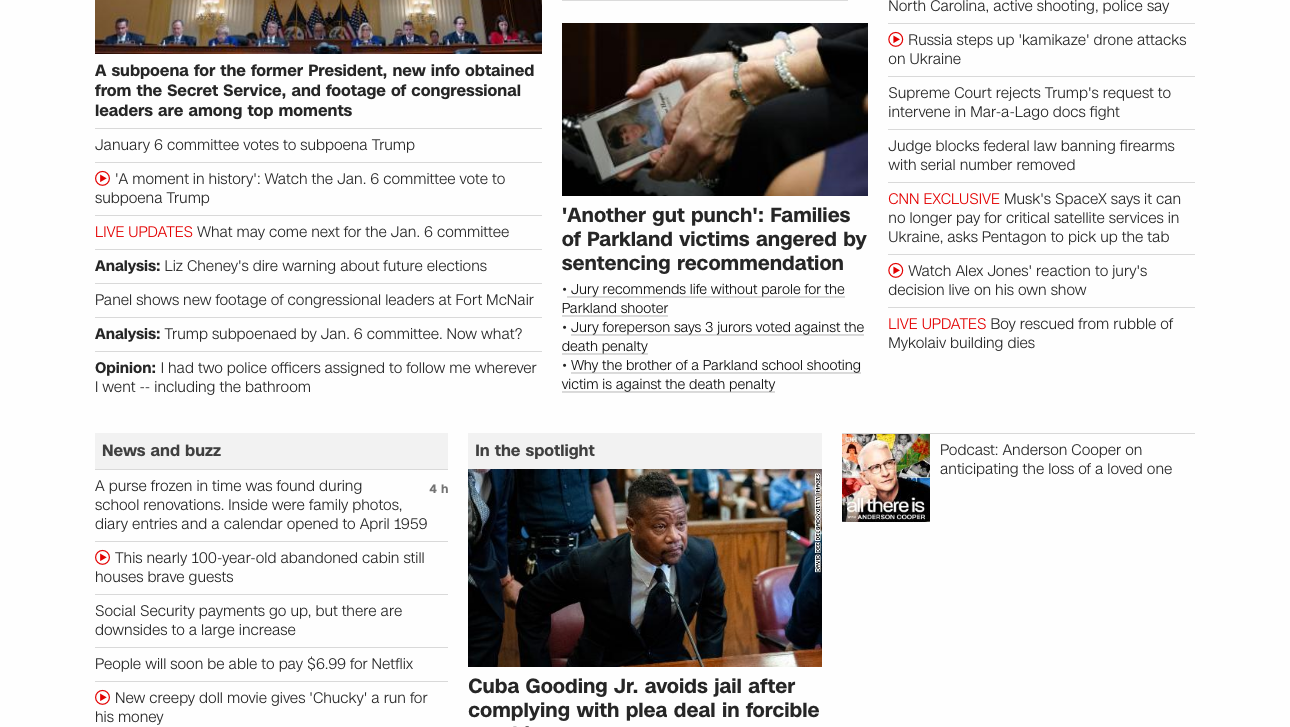 A subpoena for the former President, new info obtained
from the Secret Service, and footage of congressional
leaders are among top moments
January 6 committee votes to subpoena Trump
'A moment in history': Watch the Jan. 6 committee vote to
subpoena Trump
LIVE UPDATES What may come next for the Jan. 6 committee
Analysis: Liz Cheney's dire warning about future elections
Panel shows new footage of congressional leaders at Fort McNair
Analysis: Trump subpoenaed by Jan. 6 committee. Now what?
Opinion: I had two police officers assigned to follow me wherever
I went -- including the bathroom
'Another gut punch': Families
of Parkland victims angered by
sentencing recommendation
• Jury recommends life without parole for the
Parkland shooter
• Jury foreperson says 3 jurors voted against the
death penalty
• Why the brother of a Parkland school shooting
victim is against the death penalty
North Carolina, active shooting, police say
Russia steps up 'kamikaze' drone attacks
on Ukraine
Supreme Court rejects Trump's request to
intervene in Mar-a-Lago docs fight
Judge blocks federal law banning firearms
with serial number removed
CNN EXCLUSIVE Musk's SpaceX says it can
no longer pay for critical satellite services in
Ukraine, asks Pentagon to pick up the tab
Watch Alex Jones' reaction to jury's
decision live on his own show
LIVE UPDATES Boy rescued from rubble of
Mykolaiv building dies
News and buzz
A purse frozen in time was found during
school renovations. Inside were family photos,
diary entries and a calendar opened to April 1959
4 h
This nearly 100-year-old abandoned cabin still
houses brave guests
Social Security payments go up, but there are
downsides to a large increase
People will soon be able to pay $6.99 for Netflix
New creepy doll movie gives 'Chucky' a run for
his money
In the spotlight
Cuba Gooding Jr. avoids jail after
complying with plea deal in forcible
all there is
ANDERSON COOPER
Podcast: Anderson Cooper on
anticipating the loss of a loved one